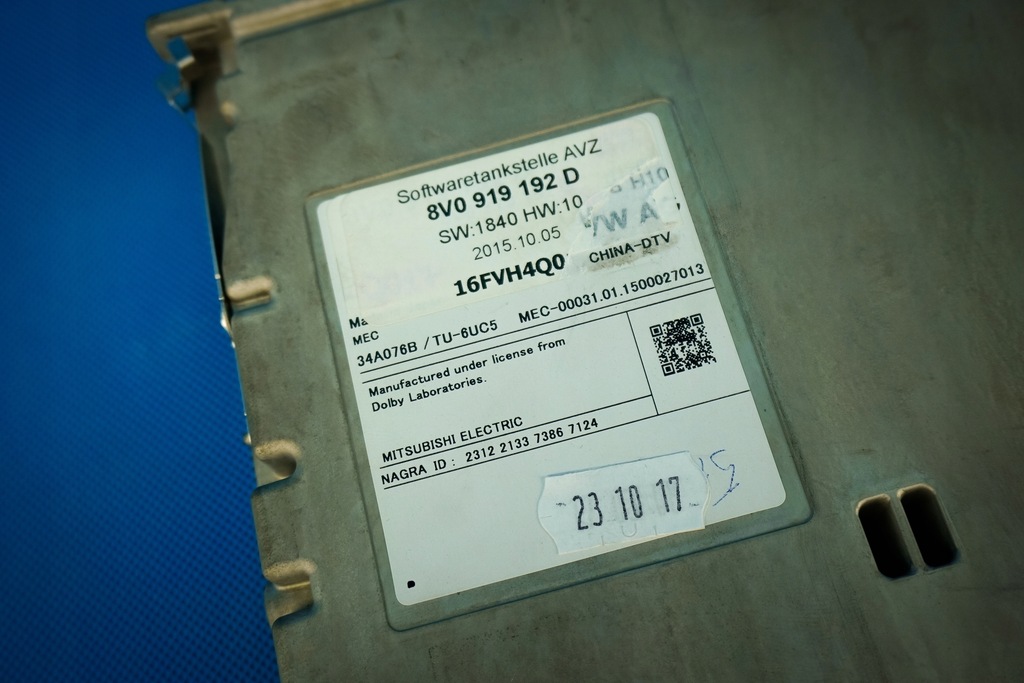 Softwaretankstelle AVZ
8V0 919 192 D
SW:1840 HW:10
H10
2015.10.05
/W A
16FVH4Q0
CHINA-DTV
MEC
34A076B / TU-6UC5 MEC-00031.01.1500027013
Manufactured under license from
Dolby Laboratories.
MITSUBISHI ELECTRIC
NAGRA ID : 2312 2133 7386 7124
23 10 17